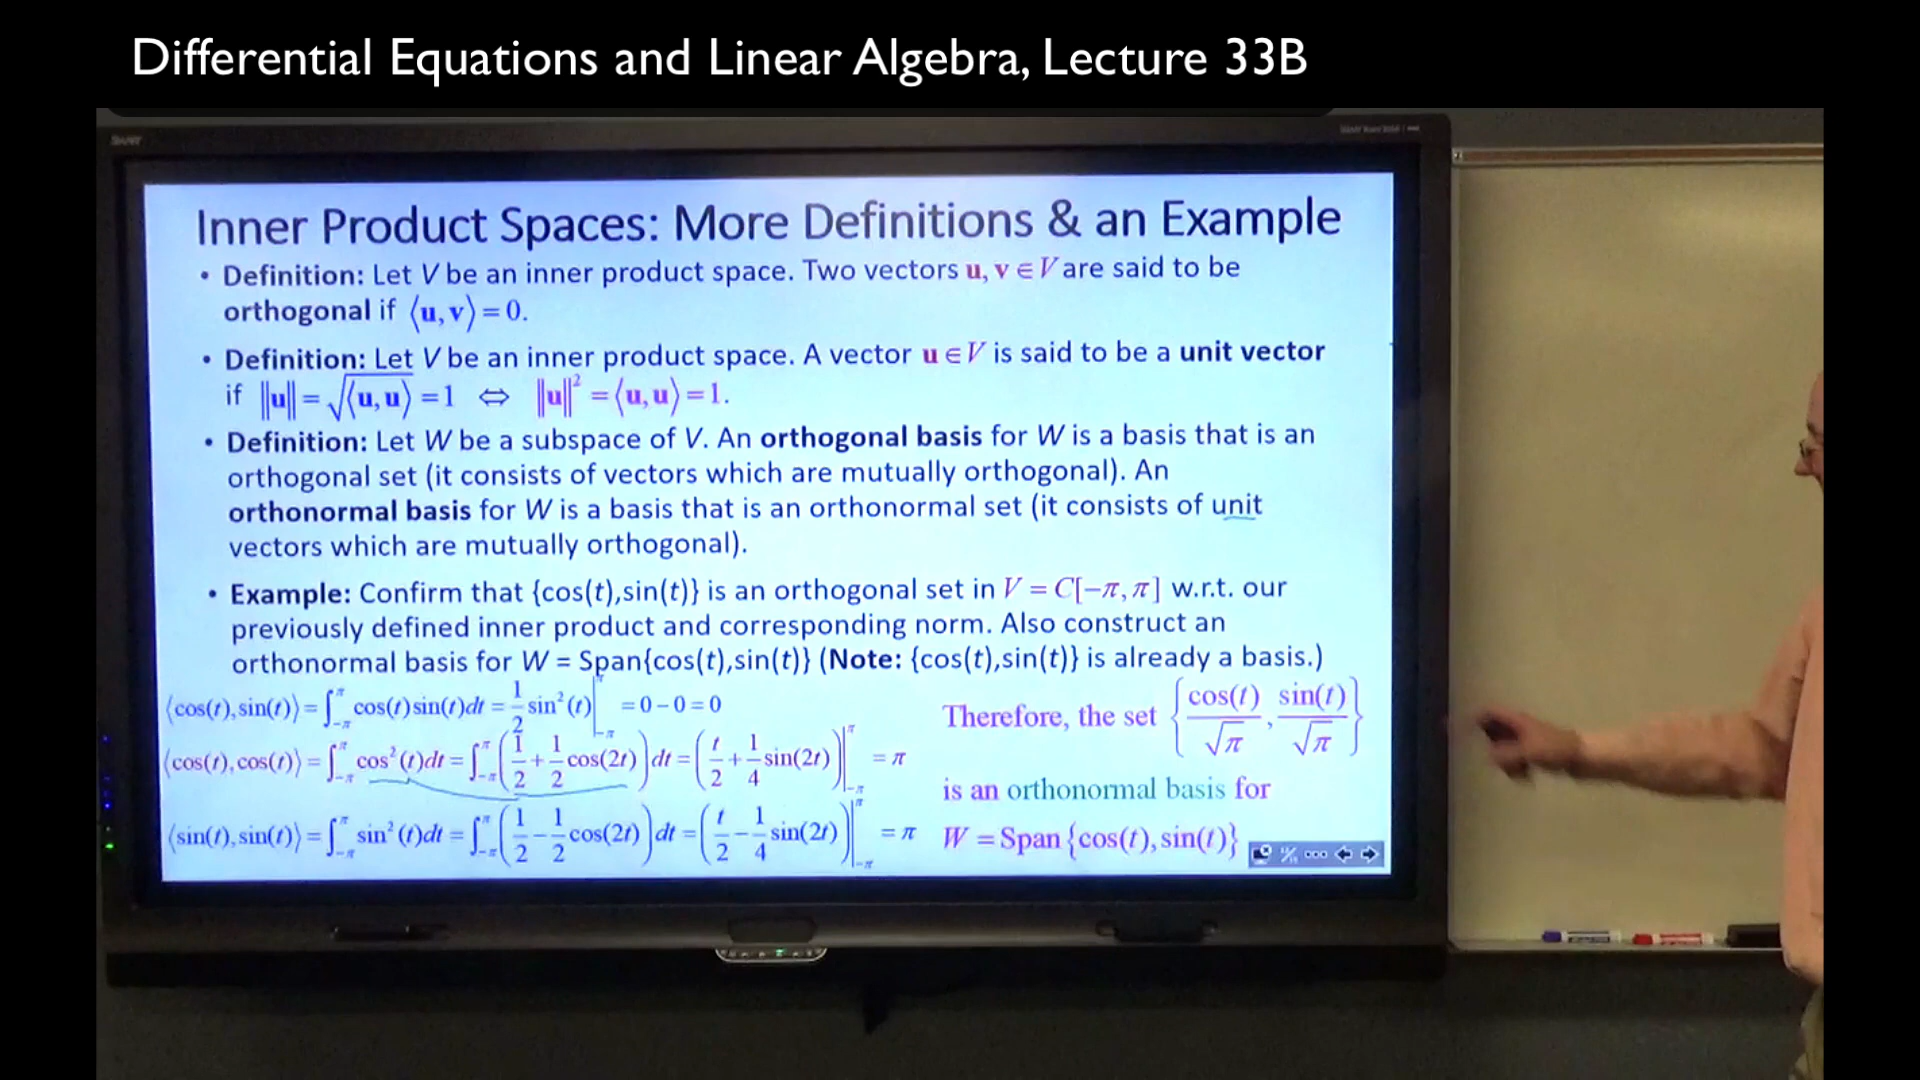 Differential Equations and Linear Algebra, Lecture 33B
SMART
Inner Product Spaces: More Definitions & an Example
• Definition: Let V be an inner product space. Two vectors u, v ∈ V are said to be
orthogonal if ⟨u, v⟩ = 0.
• Definition: Let V be an inner product space. A vector u ∈ V is said to be a unit vector
if ‖u‖ = √⟨u, u⟩ = 1 ⇔ ‖u‖² = ⟨u, u⟩ = 1.
• Definition: Let W be a subspace of V. An orthogonal basis for W is a basis that is an
orthogonal set (it consists of vectors which are mutually orthogonal). An
orthonormal basis for W is a basis that is an orthonormal set (it consists of unit
vectors which are mutually orthogonal).
• Example: Confirm that {cos(t),sin(t)} is an orthogonal set in V = C[−π, π] w.r.t. our
previously defined inner product and corresponding norm. Also construct an
orthonormal basis for W = Span{cos(t),sin(t)} (Note: {cos(t),sin(t)} is already a basis.)
⟨cos(t), sin(t)⟩ = ∫_{−π}^{π} cos(t) sin(t) dt = 1/2 sin²(t) |_{−π}^{π} = 0 − 0 = 0
⟨cos(t), cos(t)⟩ = ∫_{−π}^{π} cos²(t) dt = ∫_{−π}^{π} (1/2 + 1/2 cos(2t)) dt = (t/2 + 1/4 sin(2t)) |_{−π}^{π} = π
⟨sin(t), sin(t)⟩ = ∫_{−π}^{π} sin²(t) dt = ∫_{−π}^{π} (1/2 − 1/2 cos(2t)) dt = (t/2 − 1/4 sin(2t)) |_{−π}^{π} = π
Therefore, the set {cos(t)/√π, sin(t)/√π}
is an orthonormal basis for
W = Span{cos(t), sin(t)}